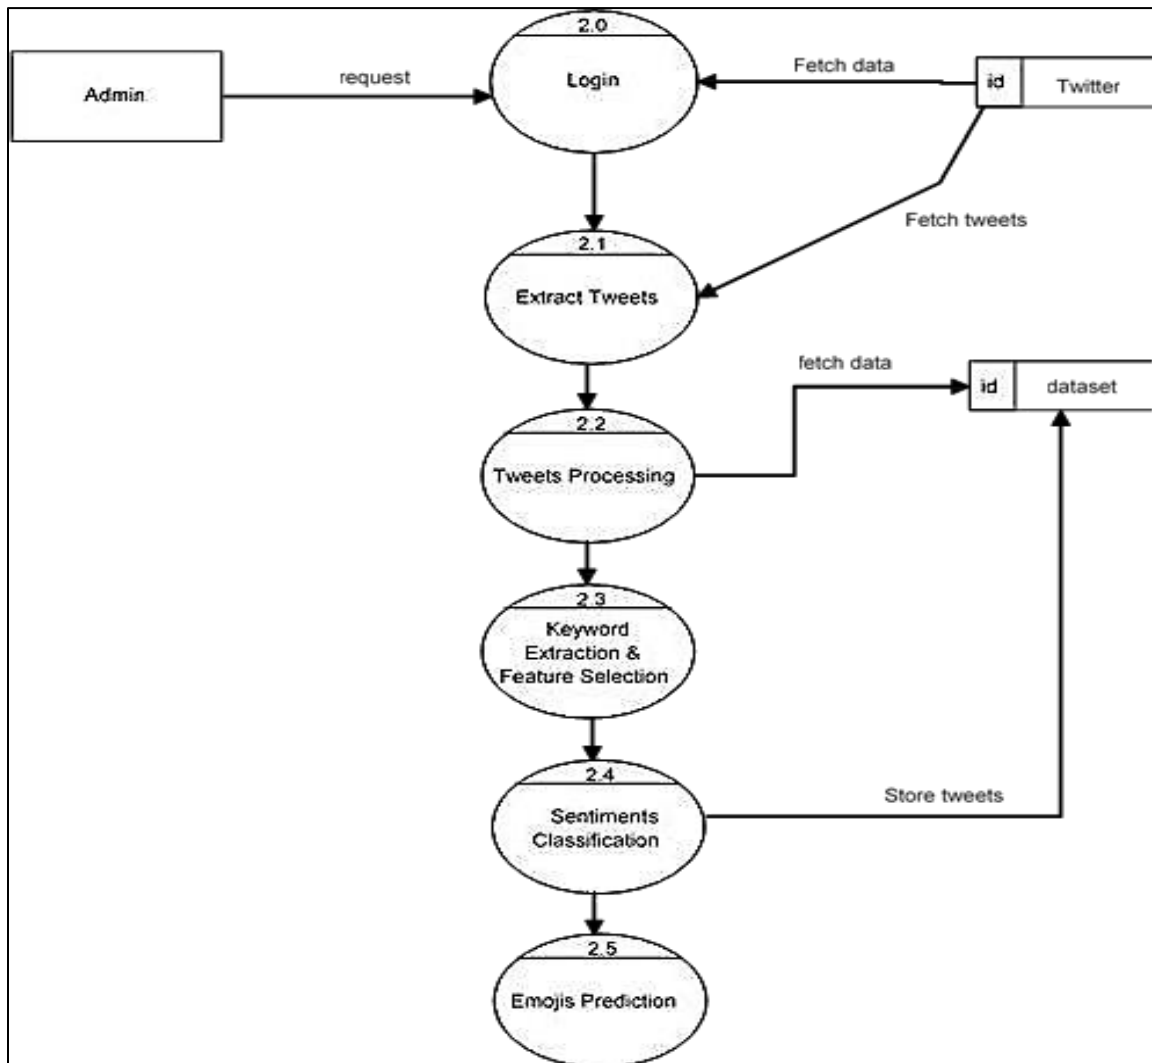 2.0
Login
Admin
request
Fetch data
id
Twitter
Fetch tweets
2.1
Extract Tweets
fetch data
id
dataset
2.2
Tweets Processing
2.3
Keyword
Extraction &
Feature Selection
2.4
Sentiments
Classification
Store tweets
2.5
Emojis Prediction